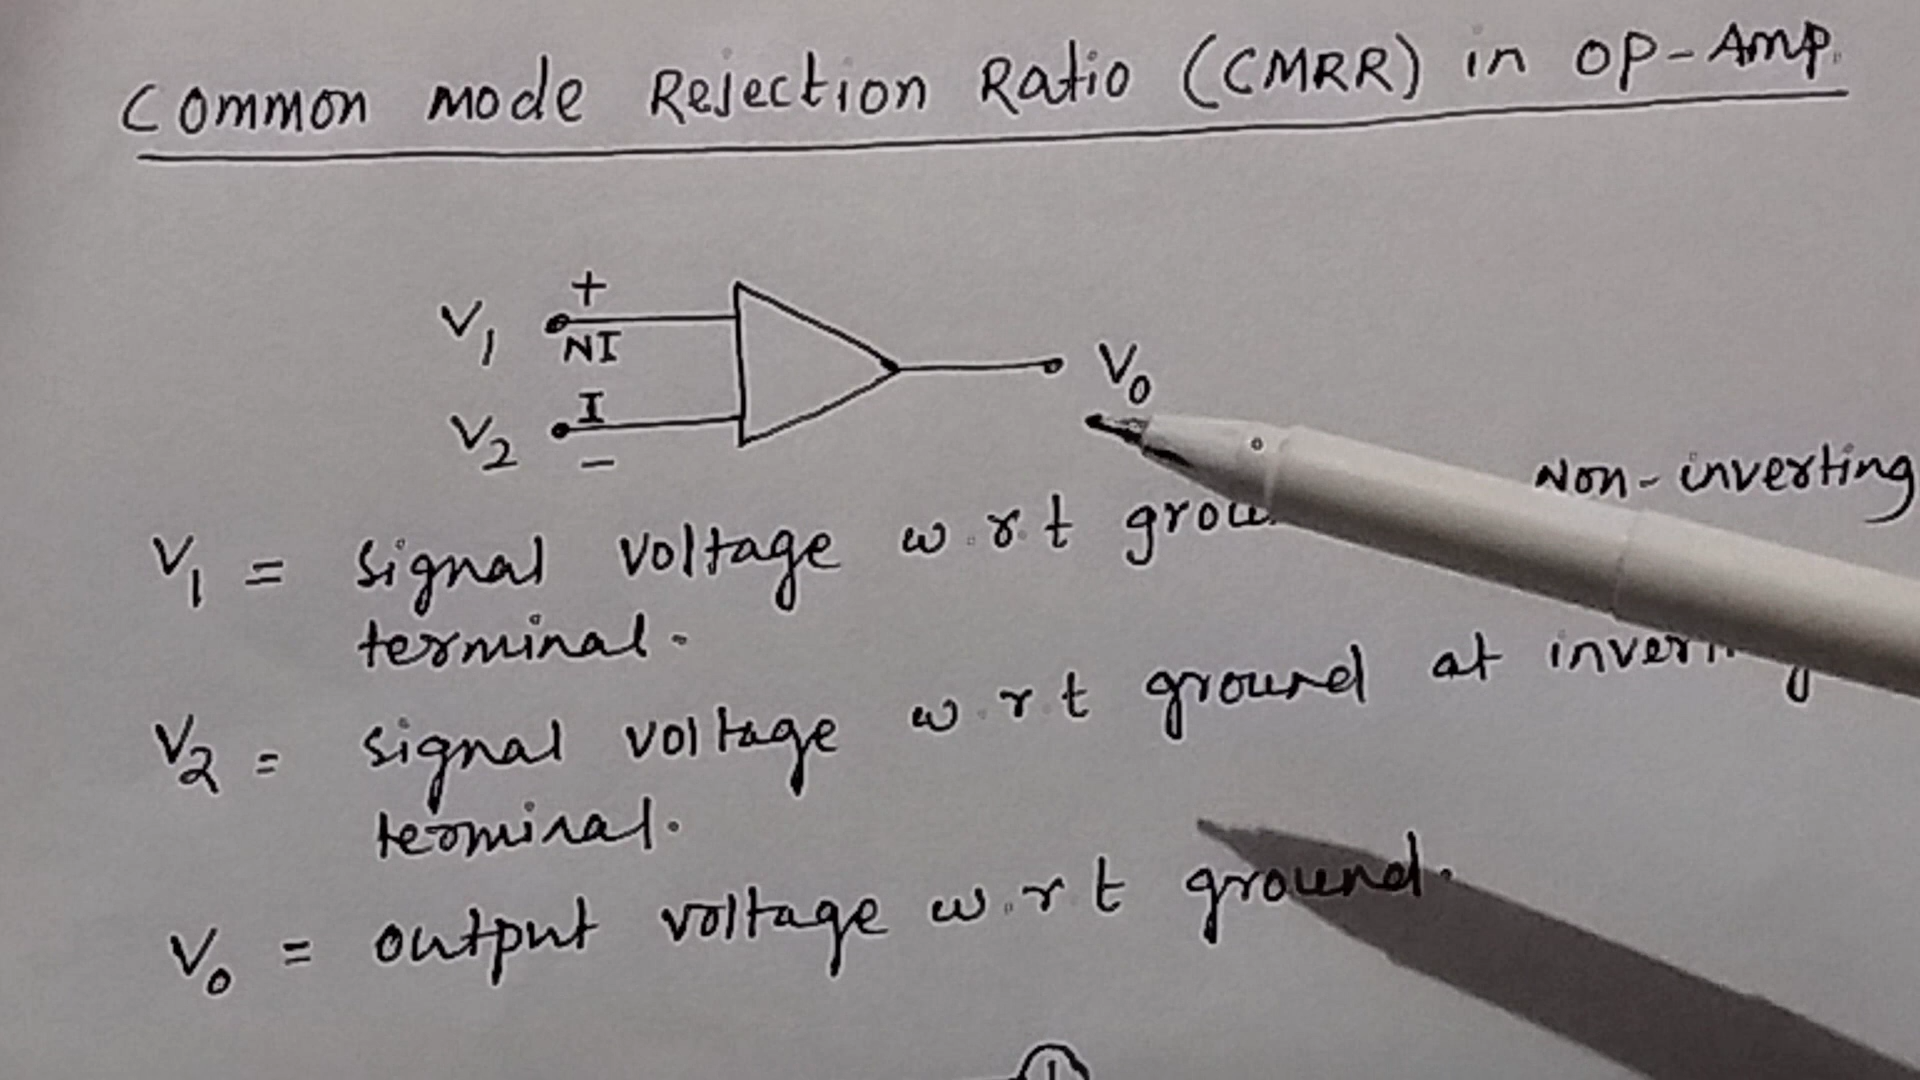 Common mode Rejection Ratio (CMRR) in OP-Amp.
+
V1 NI
I
V2 -
V0
V1 = signal voltage w.r.t Non-inverting
terminal.
V2 = signal voltage w.r.t ground at
terminal.
V0 = output voltage w.r.t ground.
1